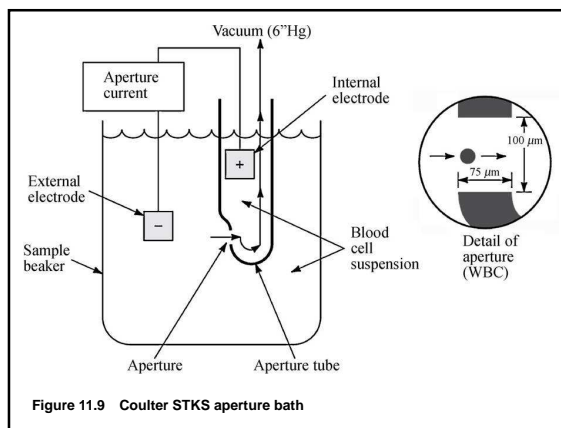 Vacuum (6”Hg)
Aperture
current
Internal
electrode
+
External
electrode
−
100 µm
75 µm
Sample
beaker
Blood
cell
suspension
Detail of
aperture
(WBC)
Aperture
Aperture tube
Figure 11.9 Coulter STKS aperture bath